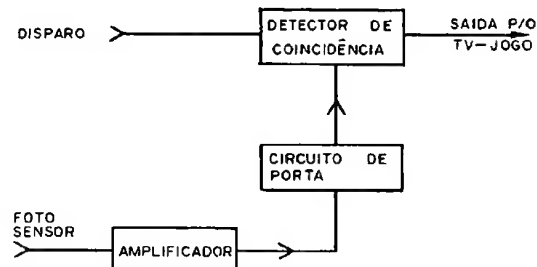 DISPARO
DETECTOR DE
COINCIDÊNCIA
SAIDA P/O
TV-JOGO
CIRCUITO DE
PORTA
FOTO
SENSOR
AMPLIFICADOR